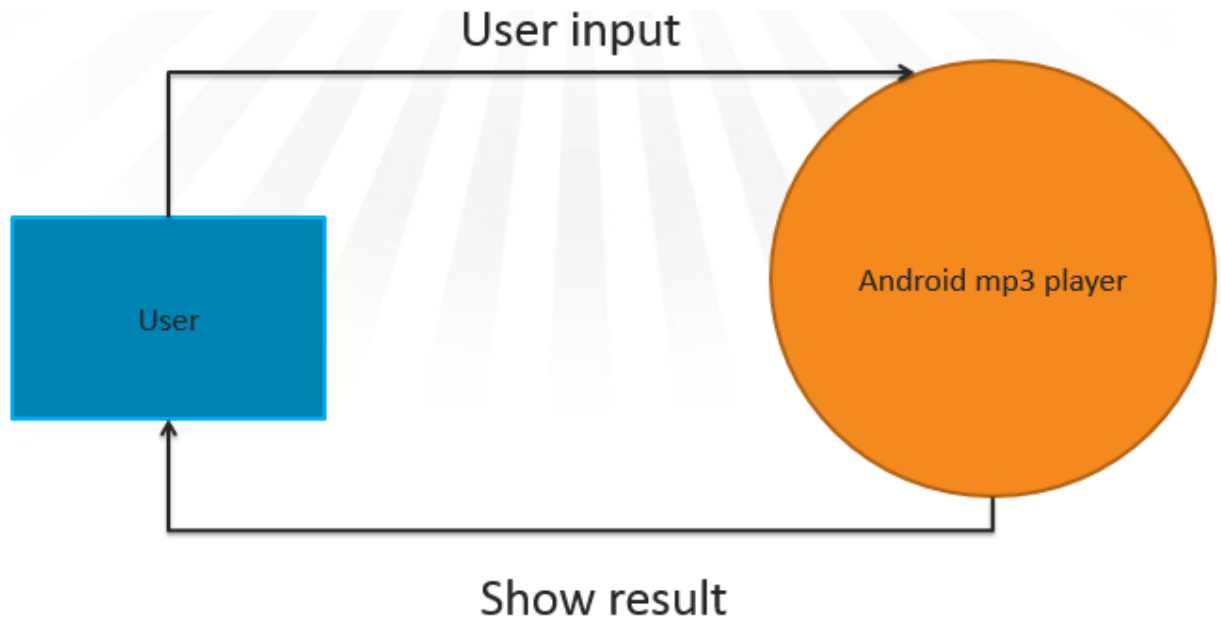 User input
Android mp3 player
User
Show result